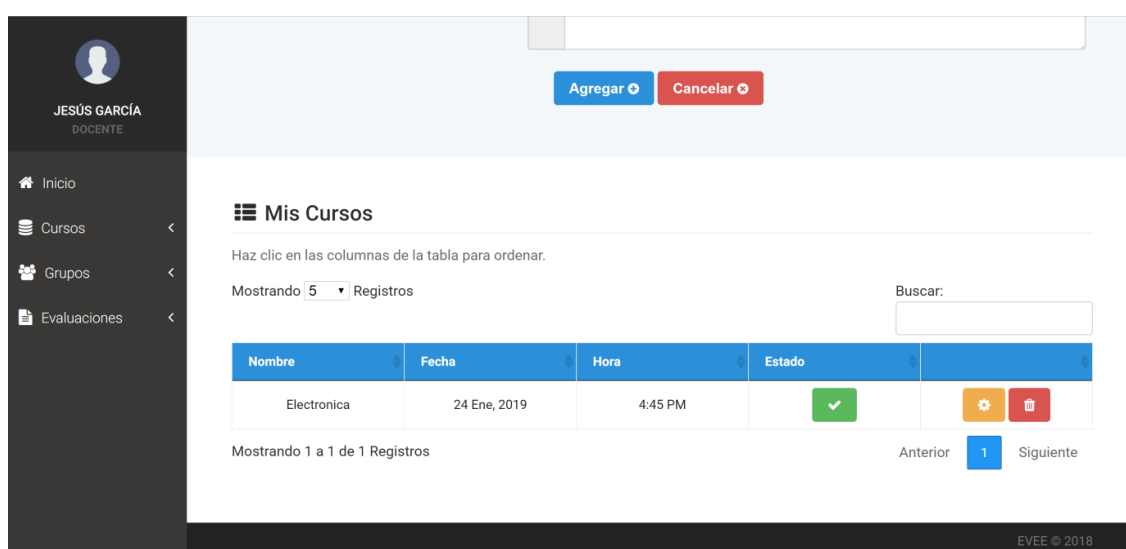 Agregar
Cancelar
JESÚS GARCÍA
DOCENTE
Inicio
Cursos
Grupos
Evaluaciones
Mis Cursos
Haz clic en las columnas de la tabla para ordenar.
Mostrando 5 Registros
Buscar:
Nombre Fecha Hora Estado
Electronica 24 Ene, 2019 4:45 PM
Mostrando 1 a 1 de 1 Registros
Anterior 1 Siguiente
EVEE © 2018